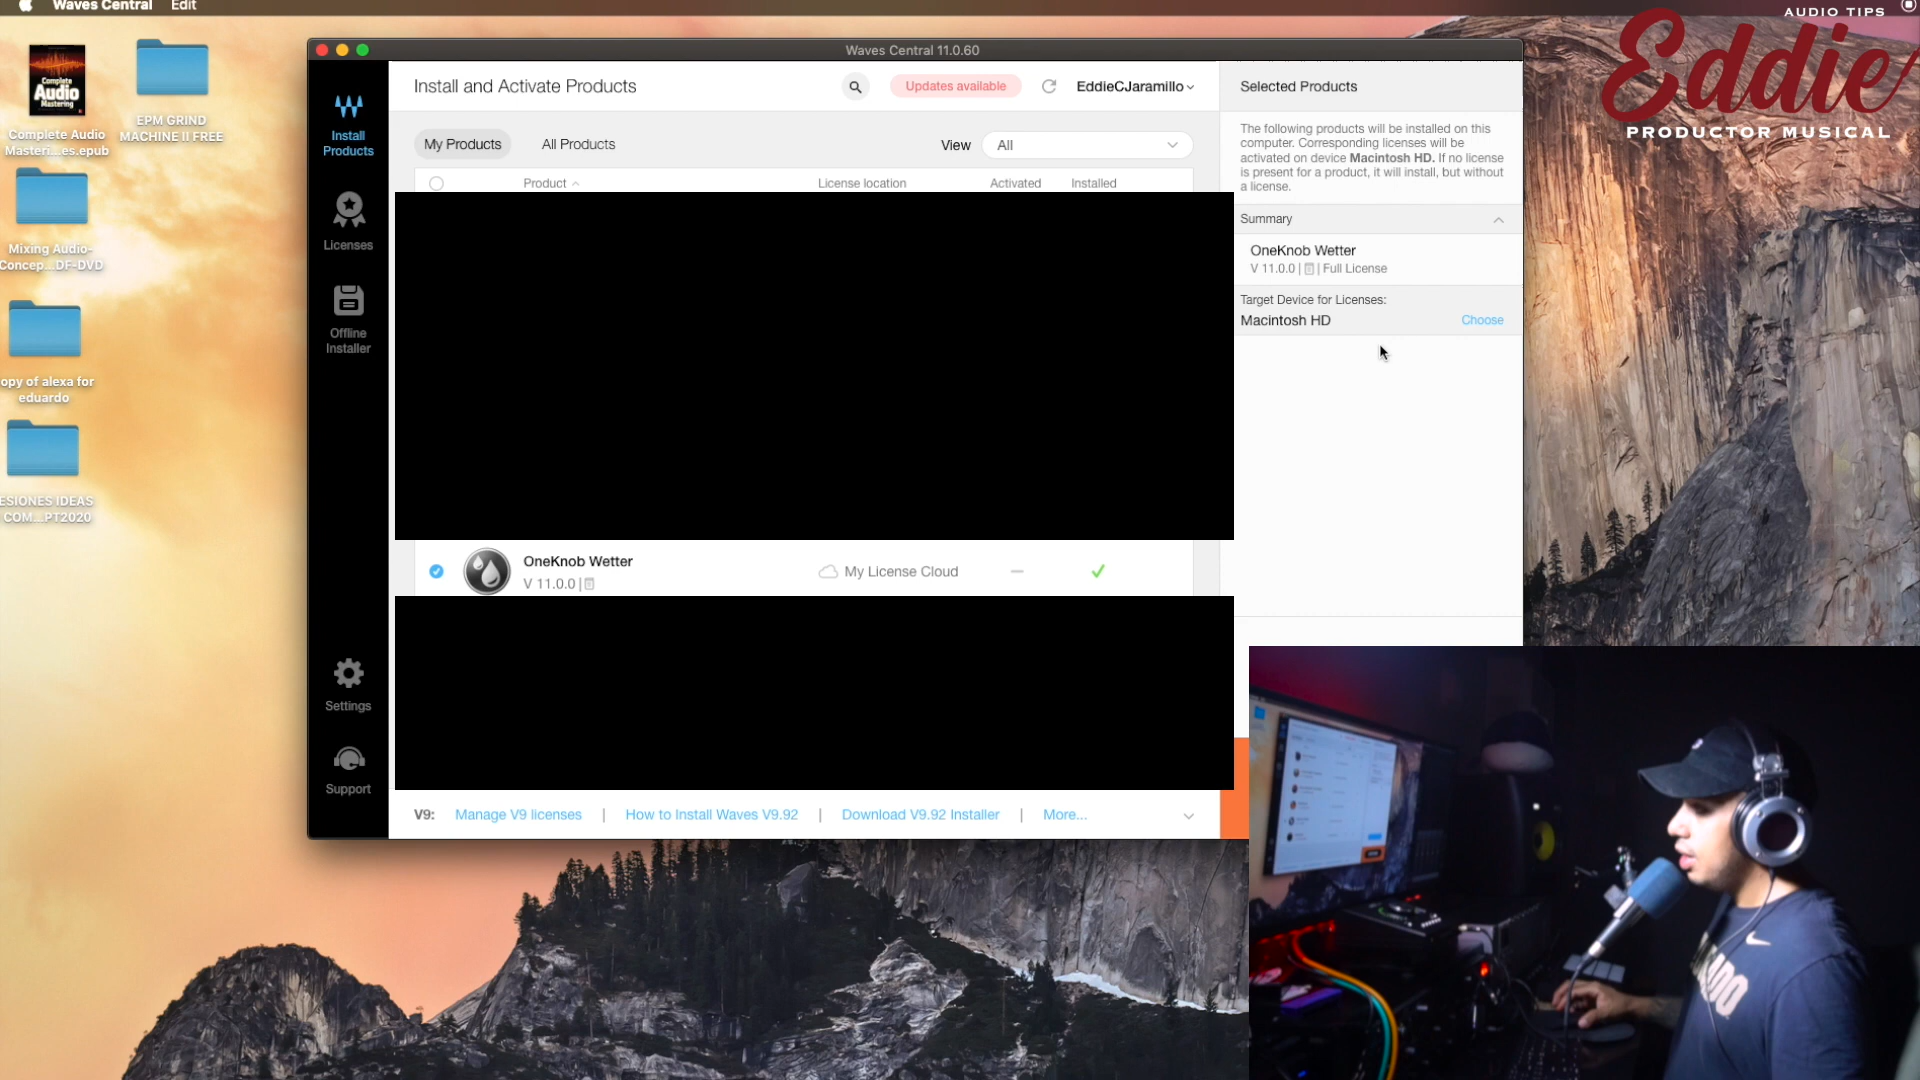 Waves Central Edit
AUDIO TIPS
Eddie
PRODUCTOR MUSICAL
Complete
Audio
Mastering
Complete Audio
Masteri...es.epub
EPM GRIND
MACHINE II FREE
Mixing Audio-
Concep...DF-DVD
opy of alexa for
eduardo
ESIONES IDEAS
COM...PT2020
Waves Central 11.0.60
Install
Products
Licenses
Offline
Installer
Settings
Support
Install and Activate Products
Updates available
EddieCJaramillo
My Products
All Products
View
All
Product
License location
Activated
Installed
OneKnob Wetter
V 11.0.0 |
My License Cloud
V9:
Manage V9 licenses | How to Install Waves V9.92 | Download V9.92 Installer | More...
Selected Products
The following products will be installed on this
computer. Corresponding licenses will be
activated on device Macintosh HD. If no license
is present for a product, it will install, but without
a license.
Summary
OneKnob Wetter
V 11.0.0 | | Full License
Target Device for Licenses:
Macintosh HD
Choose